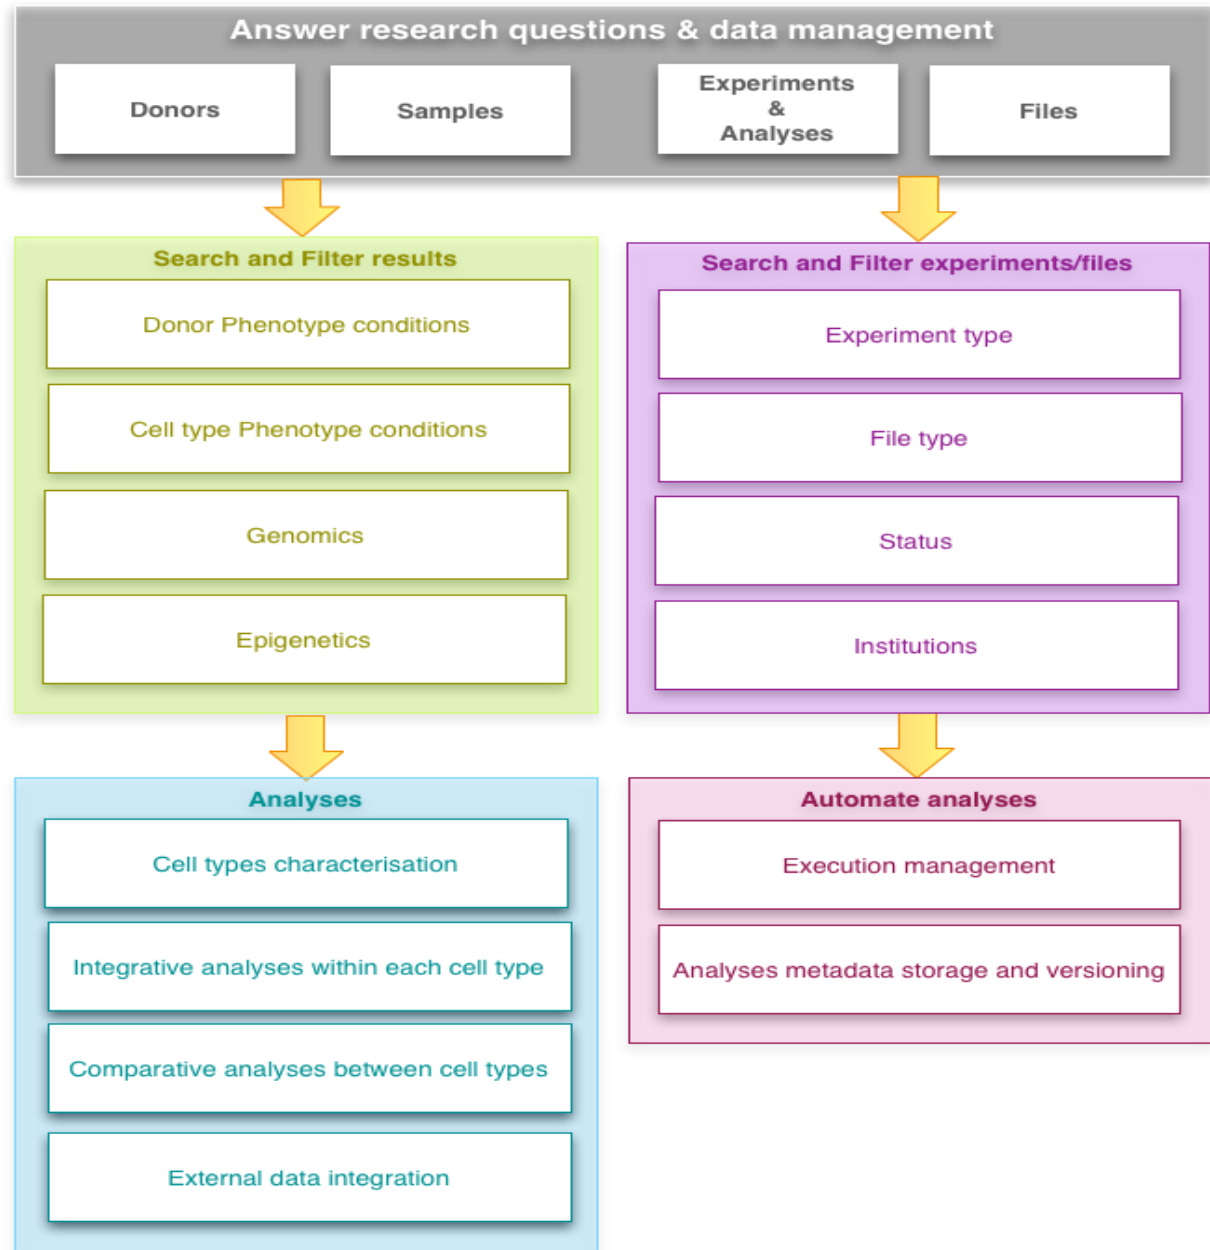 Answer research questions & data management
Donors
Samples
Experiments
&
Analyses
Files
Search and Filter results
Donor Phenotype conditions
Cell type Phenotype conditions
Genomics
Epigenetics
Search and Filter experiments/files
Experiment type
File type
Status
Institutions
Analyses
Cell types characterisation
Integrative analyses within each cell type
Comparative analyses between cell types
External data integration
Automate analyses
Execution management
Analyses metadata storage and versioning